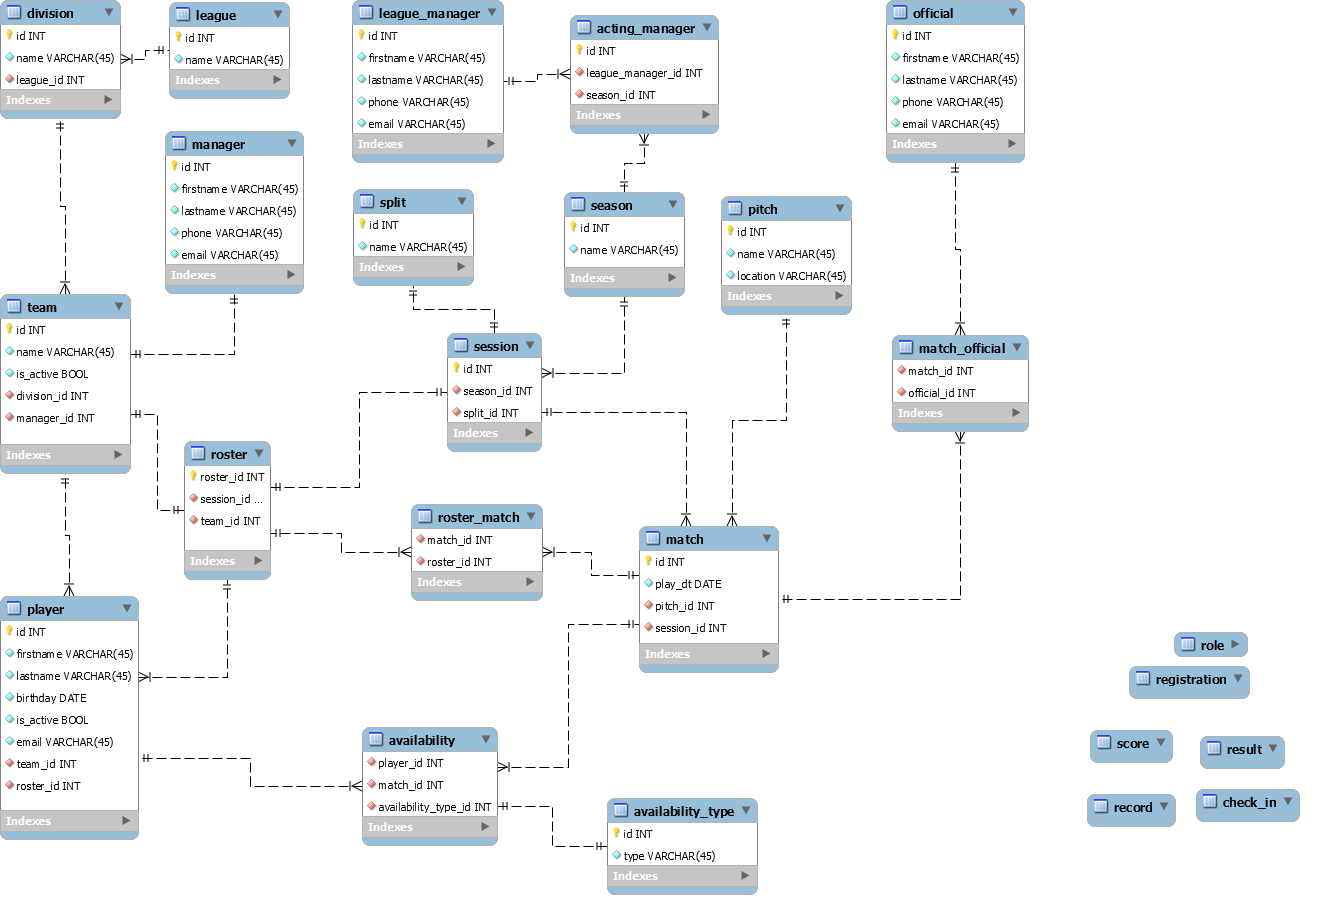 division
id INT
name VARCHAR(45)
league_id INT
Indexes
league
id INT
name VARCHAR(45)
Indexes
league_manager
id INT
firstname VARCHAR(45)
lastname VARCHAR(45)
phone VARCHAR(45)
email VARCHAR(45)
Indexes
acting_manager
id INT
league_manager_id INT
season_id INT
Indexes
official
id INT
firstname VARCHAR(45)
lastname VARCHAR(45)
phone VARCHAR(45)
email VARCHAR(45)
Indexes
manager
id INT
firstname VARCHAR(45)
lastname VARCHAR(45)
phone VARCHAR(45)
email VARCHAR(45)
Indexes
split
id INT
name VARCHAR(45)
Indexes
season
id INT
name VARCHAR(45)
Indexes
pitch
id INT
name VARCHAR(45)
location VARCHAR(45)
Indexes
team
id INT
name VARCHAR(45)
is_active BOOL
division_id INT
manager_id INT
Indexes
session
id INT
season_id INT
split_id INT
Indexes
match_official
match_id INT
official_id INT
Indexes
roster
roster_id INT
session_id ...
team_id INT
Indexes
roster_match
match_id INT
roster_id INT
Indexes
match
id INT
play_dt DATE
pitch_id INT
session_id INT
Indexes
player
id INT
firstname VARCHAR(45)
lastname VARCHAR(45)
birthday DATE
is_active BOOL
email VARCHAR(45)
team_id INT
roster_id INT
Indexes
availability
player_id INT
match_id INT
availability_type_id INT
Indexes
availability_type
id INT
type VARCHAR(45)
Indexes
role
registration
score
result
record
check_in